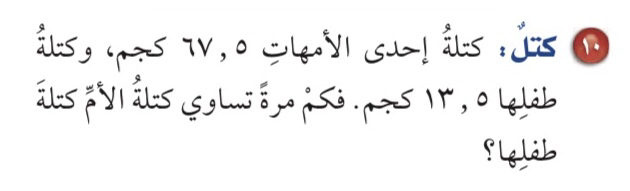 ١٠ كتلٌ: كتلةُ إحدى الأمهاتِ ٦٧,٥ كجم، وكتلةُ
طفلِها ١٣,٥ كجم. فكمْ مرةً تساوي كتلةُ الأمِّ كتلةَ
طفلِها؟